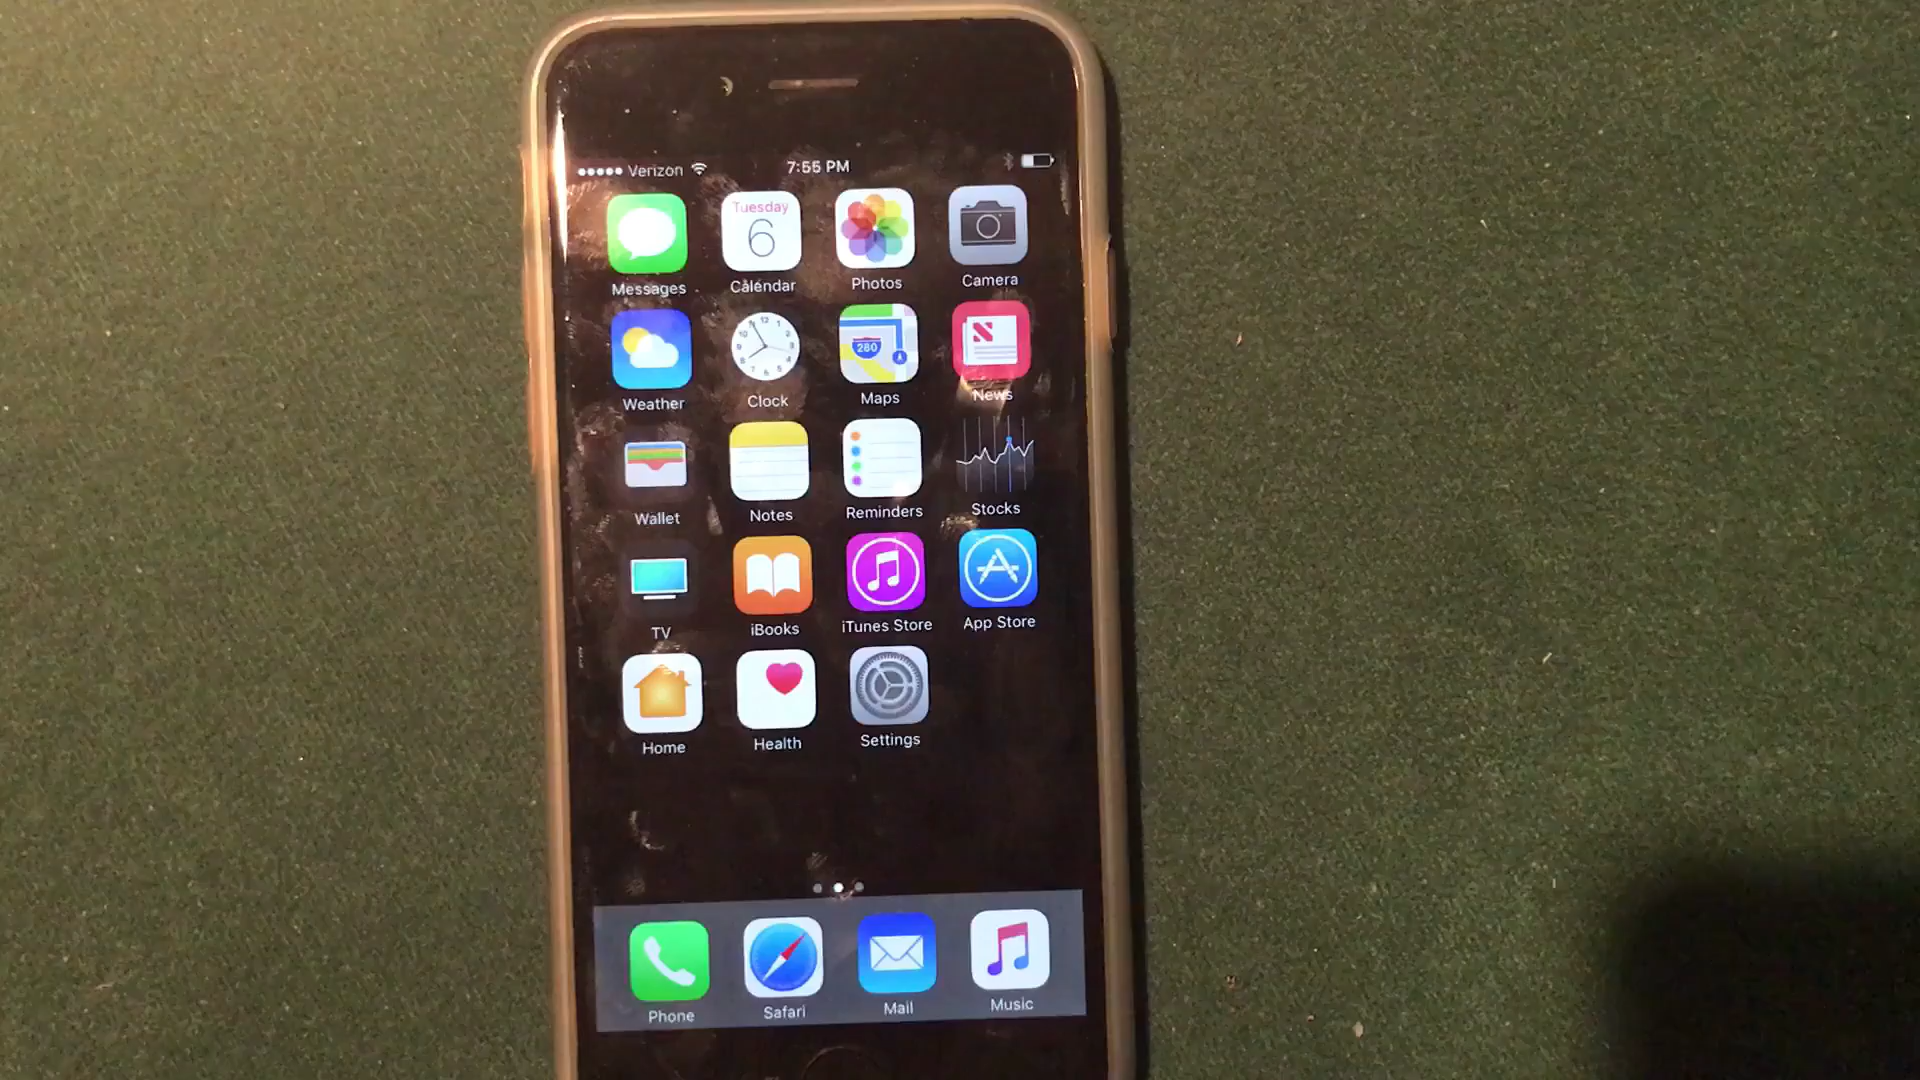 Verizon 7:55 PM
Tuesday
6
Messages Calendar Photos Camera
280
Weather Clock Maps News
Wallet Notes Reminders Stocks
TV iBooks iTunes Store App Store
Home Health Settings
Phone Safari Mail Music